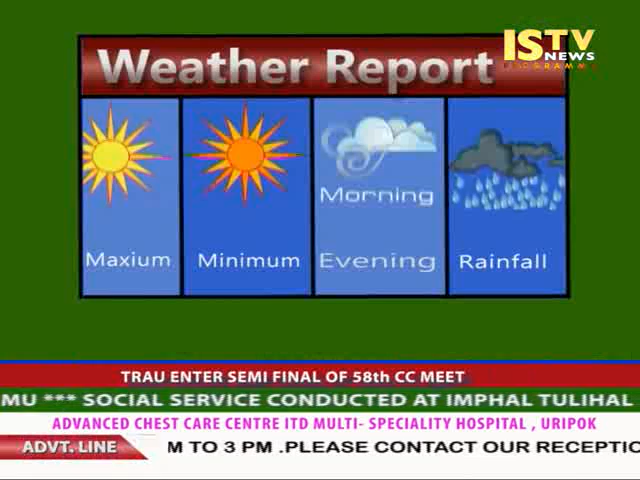 ISTV
NEWS
PROGRAMME
Weather Report
Morning
Maxium
Minimum
Evening
Rainfall
TRAU ENTER SEMI FINAL OF 58th CC MEET
MU *** SOCIAL SERVICE CONDUCTED AT IMPHAL TULIHAL
ADVANCED CHEST CARE CENTRE ITD MULTI- SPECIALITY HOSPITAL , URIPOK
ADVT. LINE
M TO 3 PM .PLEASE CONTACT OUR RECEPTIO